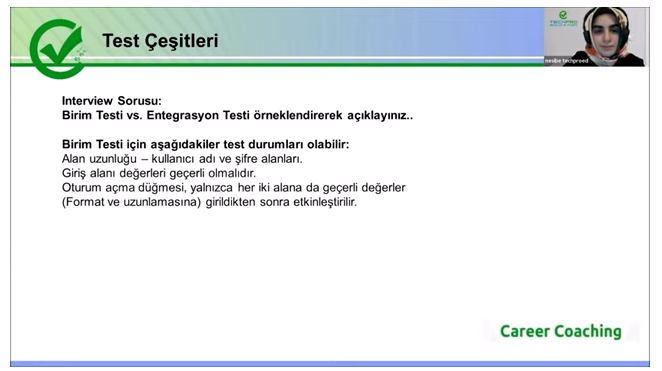 Test Çeşitleri
TECHPRO
nesibe techproed
Interview Sorusu:
Birim Testi vs. Entegrasyon Testi örneklendirerek açıklayınız..
Birim Testi için aşağıdakiler test durumları olabilir:
Alan uzunluğu – kullanıcı adı ve şifre alanları.
Giriş alanı değerleri geçerli olmalıdır.
Oturum açma düğmesi, yalnızca her iki alana da geçerli değerler
(Format ve uzunlamasına) girildikten sonra etkinleştirilir.
Career Coaching